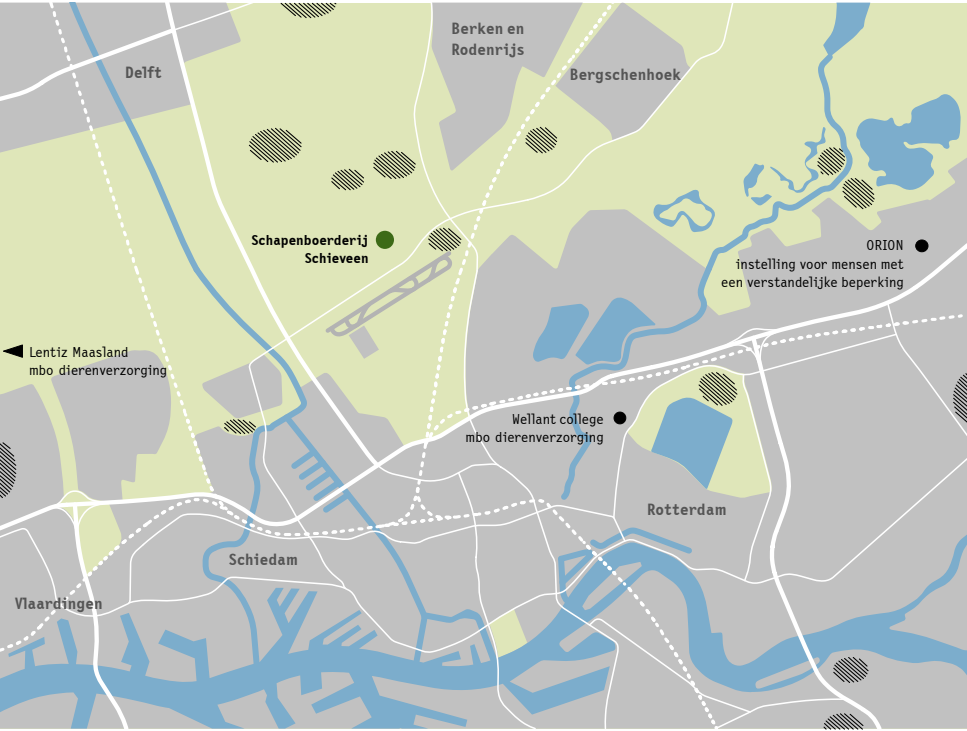 Berken en
Rodenrijs
Delft
Bergschenhoek
Schapenboerderij
Schieveen
ORION
instelling voor mensen met
een verstandelijke beperking
Lentiz Maasland
mbo dierenverzorging
Wellant college
mbo dierenverzorging
Rotterdam
Schiedam
Vlaardingen